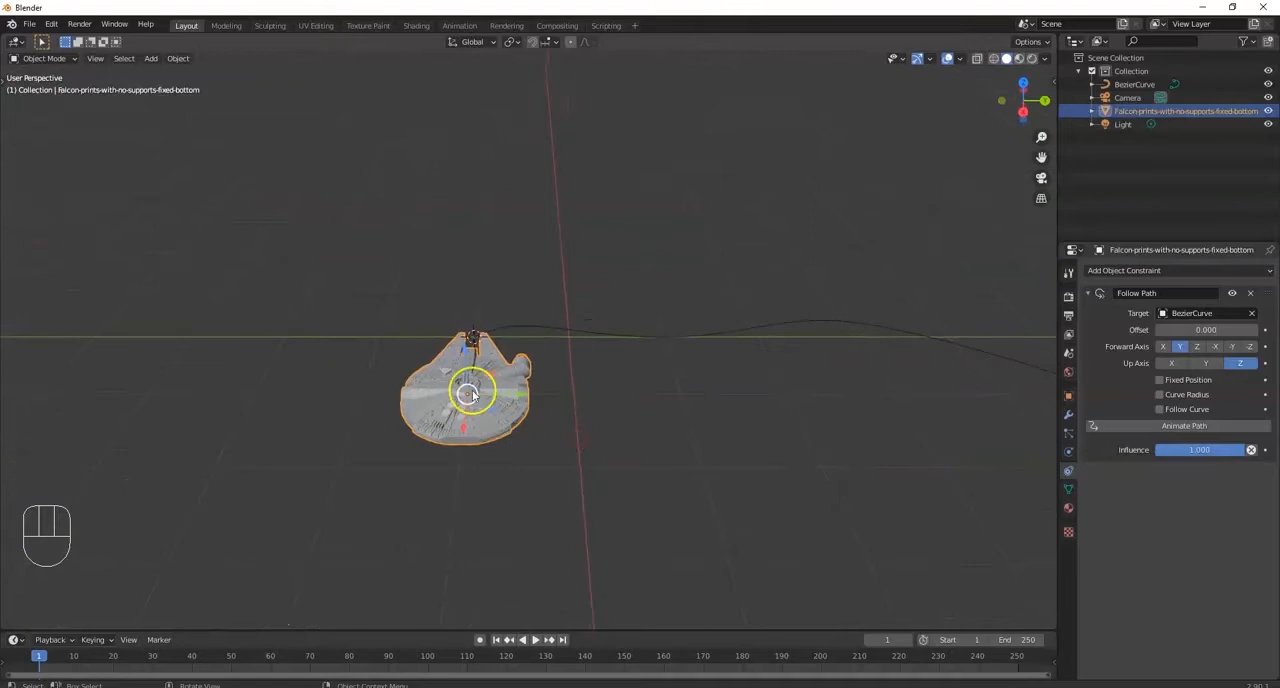 Blender
File Edit Render Window Help Layout Modeling Sculpting UV Editing Texture Paint Shading Animation Rendering Compositing Scripting + Scene View Layer
Global Options
Object Mode View Select Add Object
User Perspective
(1) Collection | Falcon-prints-with-no-supports-fixed-bottom
Z
Y
X
Scene Collection
Collection
BezierCurve
Camera
Falcon-prints-with-no-supports-fixed-bottom
Light
Falcon-prints-with-no-supports-fixed-bottom
Add Object Constraint
Follow Path
Target BezierCurve
Offset 0.000
Forward Axis X Y Z -X -Y -Z
Up Axis X Y Z
Fixed Position
Curve Radius
Follow Curve
Animate Path
Influence 1.000
Playback Keying View Marker 1 Start 1 End 250
1 10 20 30 40 50 60 70 80 90 100 110 120 130 140 150 160 170 180 190 200 210 220 230 240 250
Select Box Select Rotate View Object Context Menu 2.90.1